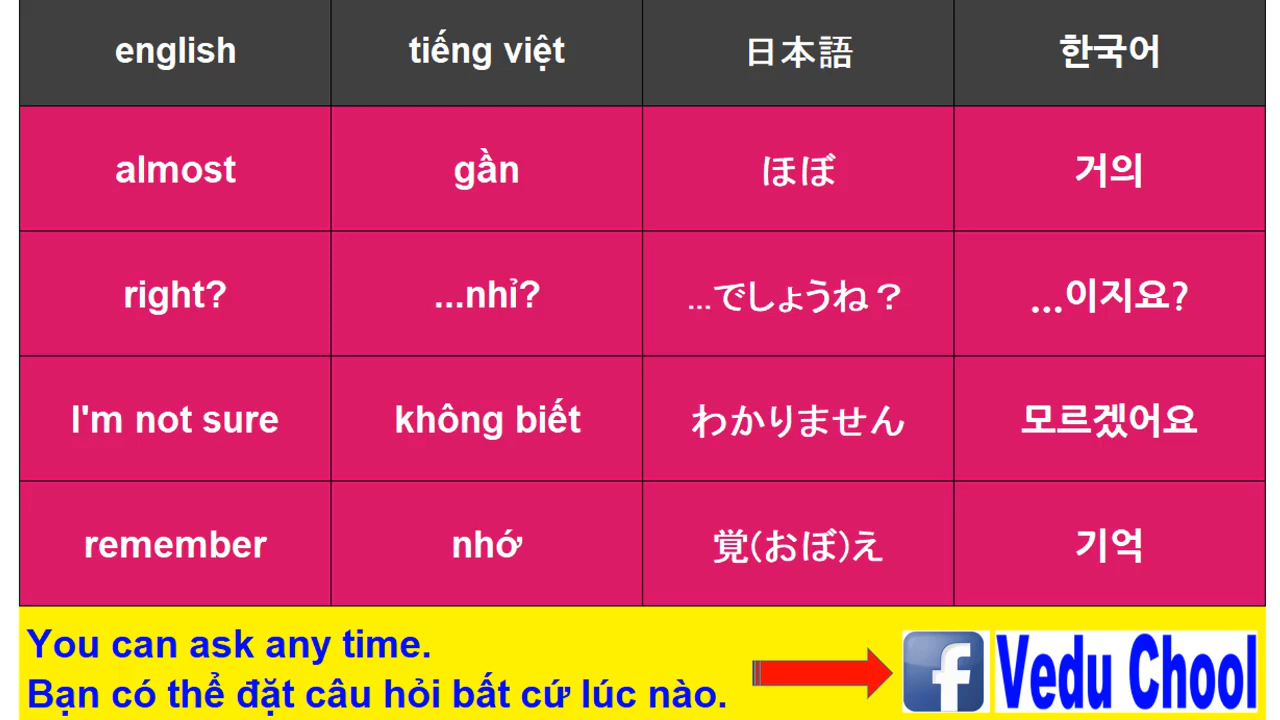 english tiếng việt 日本語 한국어
almost gần ほぼ 거의
right? ...nhỉ? ...でしょうね？ ...이지요?
I'm not sure không biết わかりません 모르겠어요
remember nhớ 覚(おぼ)え 기억
You can ask any time.
Bạn có thể đặt câu hỏi bất cứ lúc nào.
f Vedu Chool